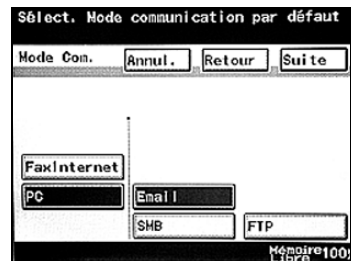 Sélect. Mode communication par défaut
Mode Com. Annul. Retour Suite
FaxInternet
PC Email
SMB FTP
Mémoire 100%
Libre